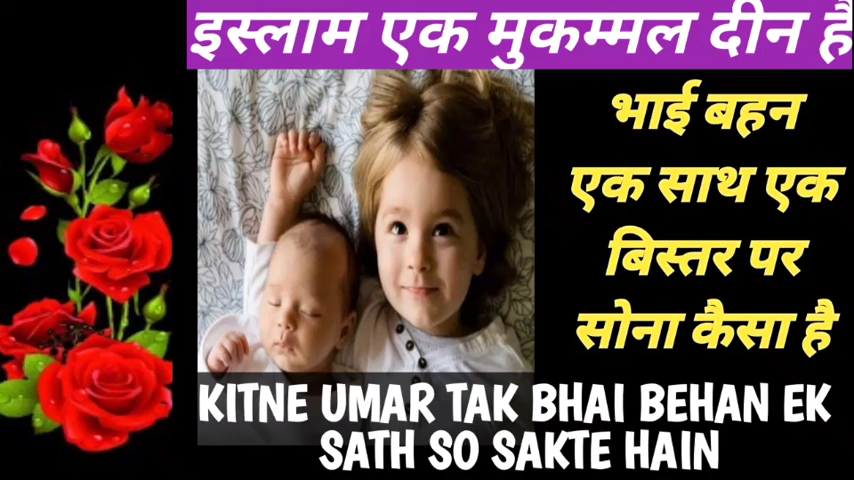 इस्लाम एक मुकम्मल दीन है
भाई बहन
एक साथ एक
बिस्तर पर
सोना कैसा है
KITNE UMAR TAK BHAI BEHAN EK
SATH SO SAKTE HAIN